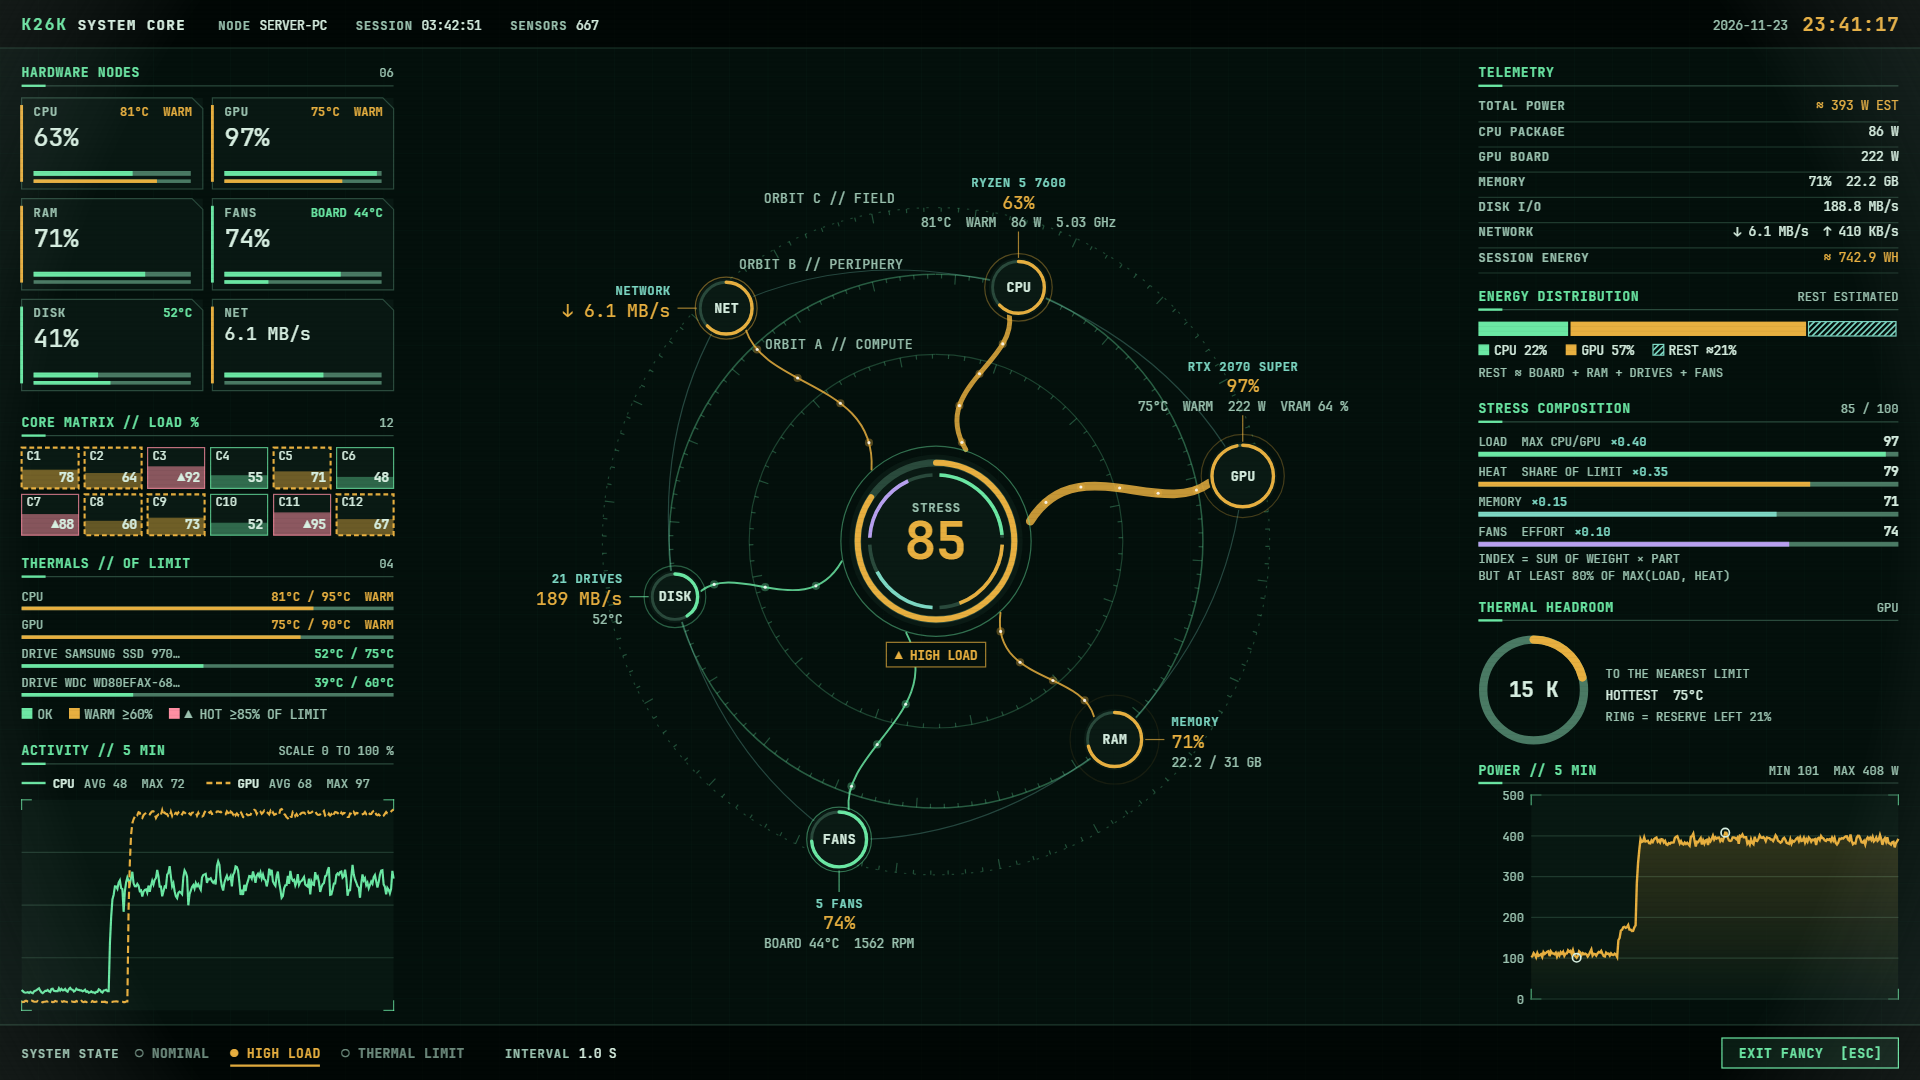 K26K SYSTEM CORE NODE SERVER-PC SESSION 03:42:51 SENSORS 667 2026-11-23 23:41:17
HARDWARE NODES 06
CPU 81°C WARM
63%
GPU 75°C WARM
97%
RAM
71%
FANS BOARD 44°C
74%
DISK 52°C
41%
NET
6.1 MB/s
CORE MATRIX // LOAD % 12
C1 78
C2 64
C3 ▲92
C4 55
C5 71
C6 48
C7 ▲88
C8 60
C9 73
C10 52
C11 ▲95
C12 67
THERMALS // OF LIMIT 04
CPU 81°C / 95°C WARM
GPU 75°C / 90°C WARM
DRIVE SAMSUNG SSD 970… 52°C / 75°C
DRIVE WDC WD80EFAX-68… 39°C / 60°C
OK WARM ≥60% ▲ HOT ≥85% OF LIMIT
ACTIVITY // 5 MIN SCALE 0 TO 100 %
CPU AVG 48 MAX 72 GPU AVG 68 MAX 97
ORBIT C // FIELD
ORBIT B // PERIPHERY
ORBIT A // COMPUTE
RYZEN 5 7600
63%
81°C WARM 86 W 5.03 GHz
CPU
NETWORK
↓ 6.1 MB/s
NET
RTX 2070 SUPER
97%
75°C WARM 222 W VRAM 64 %
GPU
STRESS
85
▲ HIGH LOAD
21 DRIVES
189 MB/s
52°C
DISK
MEMORY
71%
22.2 / 31 GB
RAM
FANS
5 FANS
74%
BOARD 44°C 1562 RPM
TELEMETRY
TOTAL POWER ≈ 393 W EST
CPU PACKAGE 86 W
GPU BOARD 222 W
MEMORY 71% 22.2 GB
DISK I/O 188.8 MB/s
NETWORK ↓ 6.1 MB/s ↑ 410 KB/s
SESSION ENERGY ≈ 742.9 WH
ENERGY DISTRIBUTION REST ESTIMATED
CPU 22% GPU 57% REST ≈21%
REST ≈ BOARD + RAM + DRIVES + FANS
STRESS COMPOSITION 85 / 100
LOAD MAX CPU/GPU ×0.40 97
HEAT SHARE OF LIMIT ×0.35 79
MEMORY ×0.15 71
FANS EFFORT ×0.10 74
INDEX = SUM OF WEIGHT × PART
BUT AT LEAST 80% OF MAX(LOAD, HEAT)
THERMAL HEADROOM GPU
15 K
TO THE NEAREST LIMIT
HOTTEST 75°C
RING = RESERVE LEFT 21%
POWER // 5 MIN MIN 101 MAX 408 W
500
400
300
200
100
0
SYSTEM STATE NOMINAL HIGH LOAD THERMAL LIMIT INTERVAL 1.0 S EXIT FANCY [ESC]